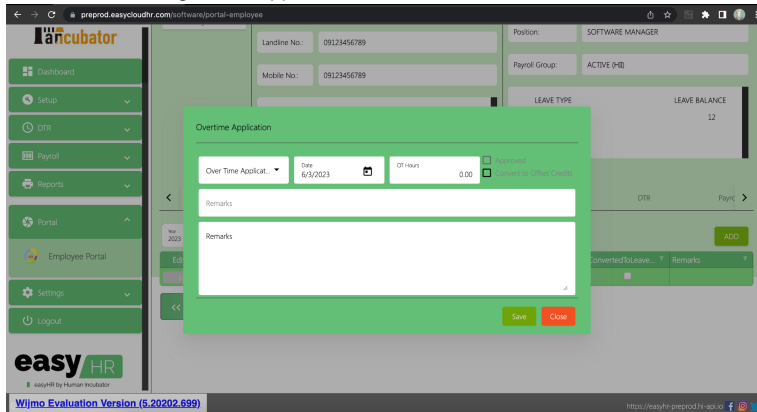 preprod.easycloudhr.com/software/portal-employee
ancubator
Dashboard
Setup
DTR
Payroll
Reports
Portal
Employee Portal
Settings
Logout
easy HR
easyHR by Human Incubator
Wijmo Evaluation Version (5.20202.699)
Landline No.: 09123456789
Mobile No.: 09123456789
Position: SOFTWARE MANAGER
Payroll Group: ACTIVE (HI)
LEAVE TYPE LEAVE BALANCE
12
DTR Payrc
Year
2023
ADD
Edi ConvertedToLeave... Remarks
<<
Overtime Application
Over Time Applicat...
Date
6/3/2023
OT Hours
0.00
Approved
Convert to Offset Credits
Remarks
Remarks
Save Close
https://easyhr-preprod.hi-api.io